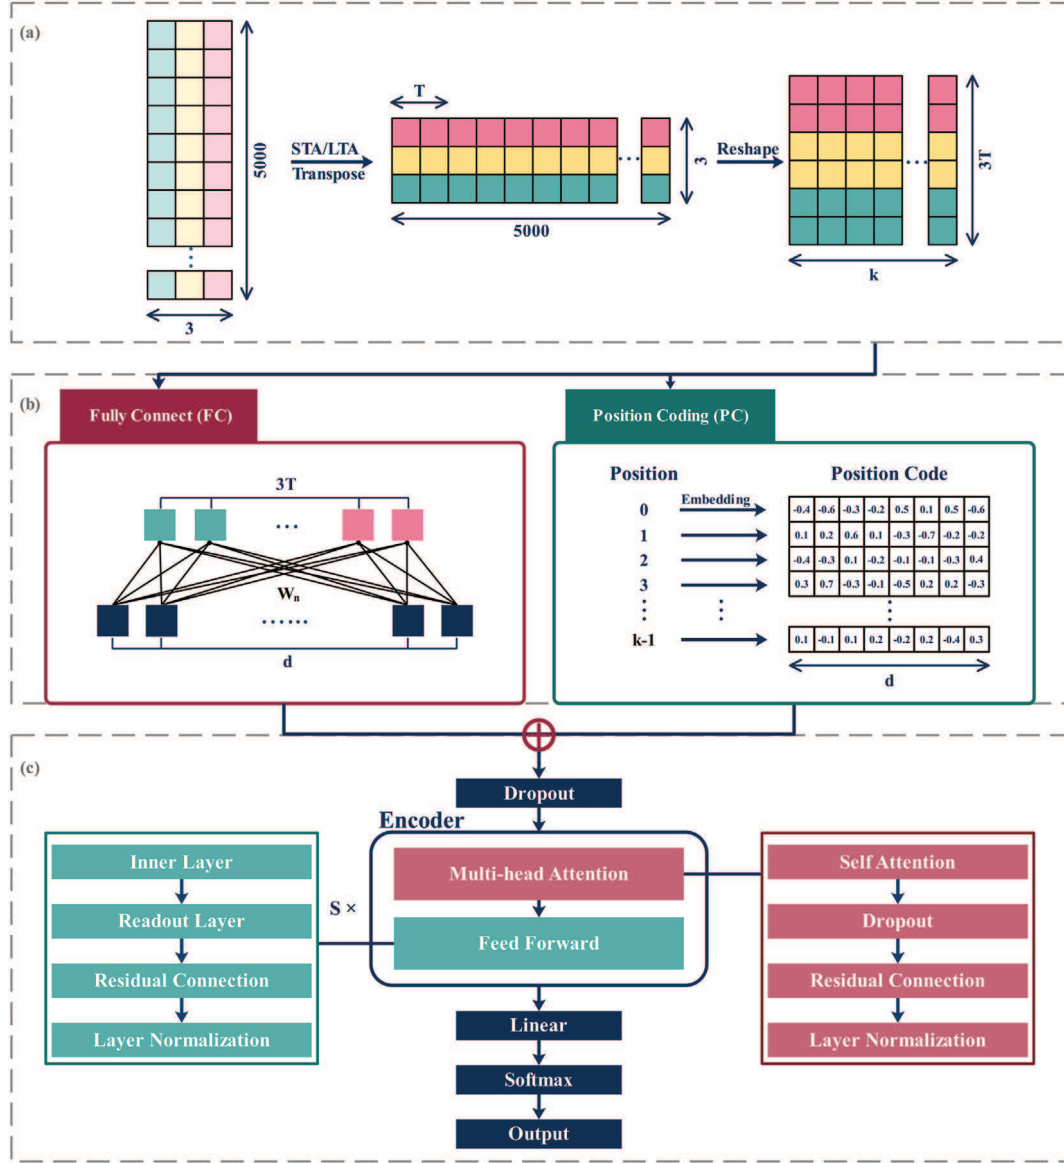 (a)
5000
3
STA/LTA
Transpose
T
3
5000
Reshape
3T
k
(b)
Fully Connect (FC)
3T
Wn
d
Position Coding (PC)
Position
Position Code
0
Embedding
-0.4 -0.6 -0.3 -0.2 0.5 0.1 0.5 -0.6
1
0.1 0.2 0.6 0.1 -0.3 -0.7 -0.2 -0.2
2
-0.4 -0.3 0.1 -0.2 -0.1 -0.1 -0.3 0.4
3
0.3 0.7 -0.3 -0.1 -0.5 0.2 0.2 -0.3
k-1
0.1 -0.1 0.1 0.2 -0.2 0.2 -0.4 0.3
d
(c)
Dropout
Encoder
Multi-head Attention
Feed Forward
S ×
Inner Layer
Readout Layer
Residual Connection
Layer Normalization
Self Attention
Dropout
Residual Connection
Layer Normalization
Linear
Softmax
Output